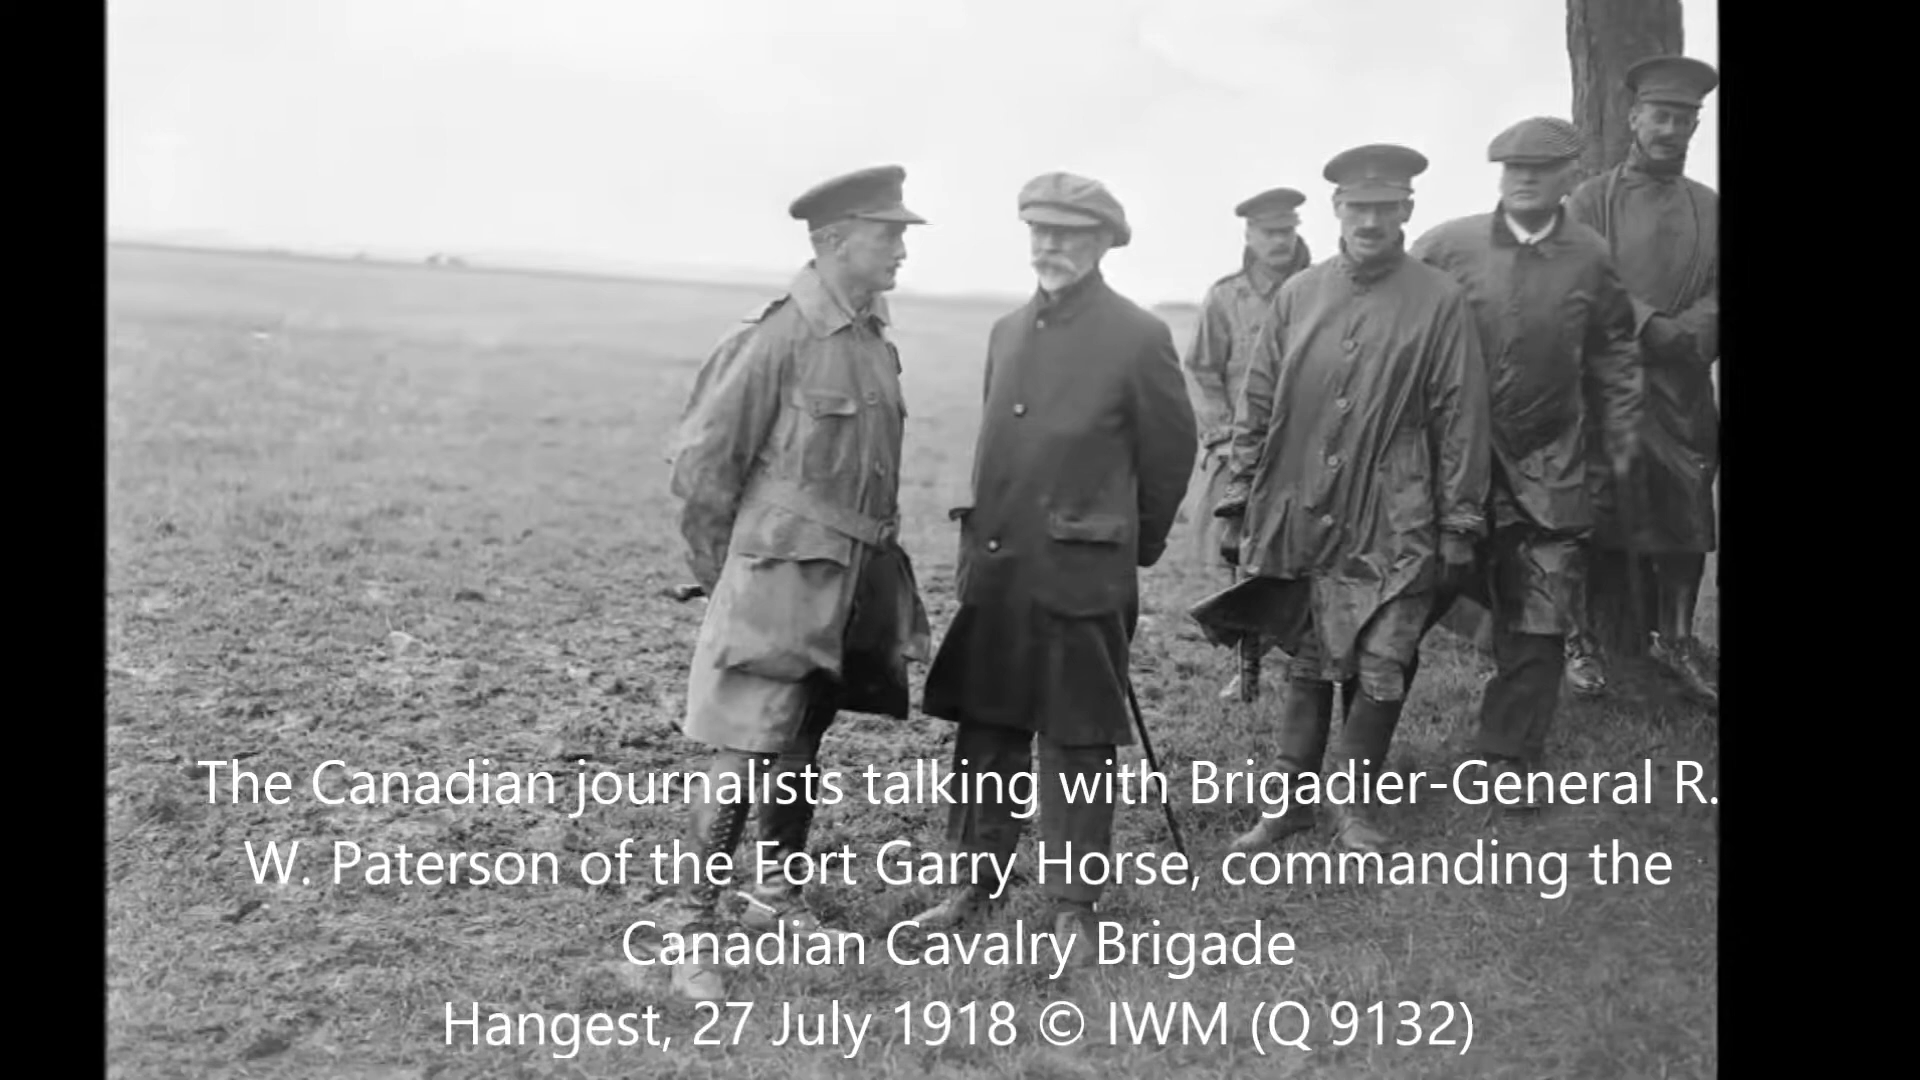 The Canadian journalists talking with Brigadier-General R.
W. Paterson of the Fort Garry Horse, commanding the
Canadian Cavalry Brigade
Hangest, 27 July 1918 © IWM (Q 9132)